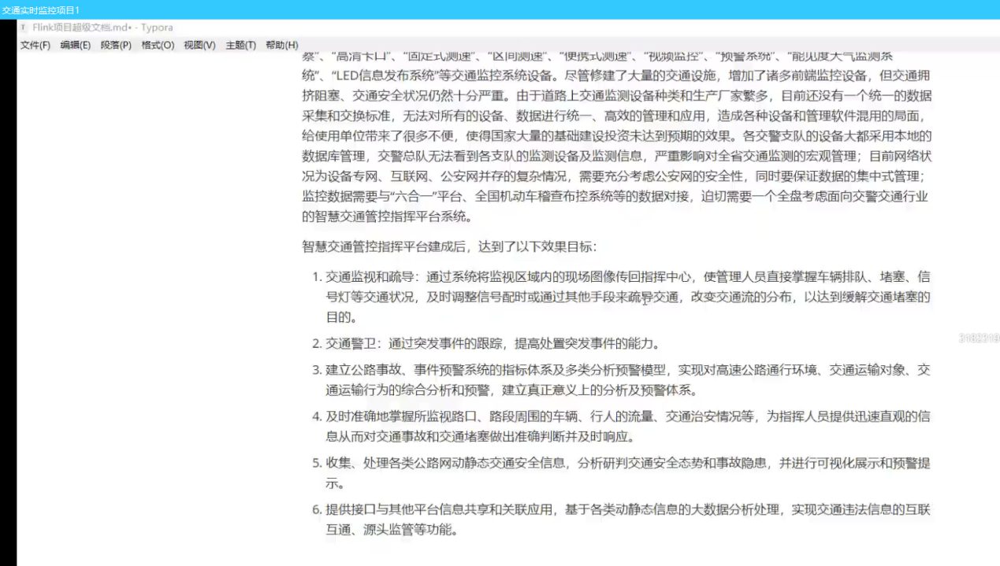 交通实时监控项目1
Flink项目超级文档.md• - Typora
文件(F) 编辑(E) 段落(P) 格式(O) 视图(V) 主题(T) 帮助(H)
察”、“高清卡口”、“固定式测速”、“区间测速”、“便携式测速”、“视频监控”、“预警系统”、“能见度天气监测系
统”、“LED信息发布系统”等交通监控系统设备。尽管修建了大量的交通设施，增加了诸多前端监控设备，但交通拥
挤阻塞、交通安全状况仍然十分严重。由于道路上交通监测设备种类和生产厂家繁多，目前还没有一个统一的数据
采集和交换标准，无法对所有的设备、数据进行统一、高效的管理和应用，造成各种设备和管理软件混用的局面，
给使用单位带来了很多不便，使得国家大量的基础建设投资未达到预期的效果。各交警支队的设备大都采用本地的
数据库管理，交警总队无法看到各支队的监测设备及监测信息，严重影响对全省交通监测的宏观管理；目前网络状
况为设备专网、互联网、公安网并存的复杂情况，需要充分考虑公安网的安全性，同时要保证数据的集中式管理；
监控数据需要与“六合一”平台、全国机动车稽查布控系统等的数据对接，迫切需要一个全盘考虑面向交警交通行业
的智慧交通管控指挥平台系统。
智慧交通管控指挥平台建成后，达到了以下效果目标：
1. 交通监视和疏导：通过系统将监视区域内的现场图像传回指挥中心，使管理人员直接掌握车辆排队、堵塞、信
号灯等交通状况，及时调整信号配时或通过其他手段来疏导交通，改变交通流的分布，以达到缓解交通堵塞的
目的。
2. 交通警卫：通过突发事件的跟踪，提高处置突发事件的能力。
3. 建立公路事故、事件预警系统的指标体系及多类分析预警模型，实现对高速公路通行环境、交通运输对象、交
通运输行为的综合分析和预警，建立真正意义上的分析及预警体系。
4. 及时准确地掌握所监视路口、路段周围的车辆、行人的流量、交通治安情况等，为指挥人员提供迅速直观的信
息从而对交通事故和交通堵塞做出准确判断并及时响应。
5. 收集、处理各类公路网动静态交通安全信息，分析研判交通安全态势和事故隐患，并进行可视化展示和预警提
示。
6. 提供接口与其他平台信息共享和关联应用，基于各类动静态信息的大数据分析处理，实现交通违法信息的互联
互通、源头监管等功能。